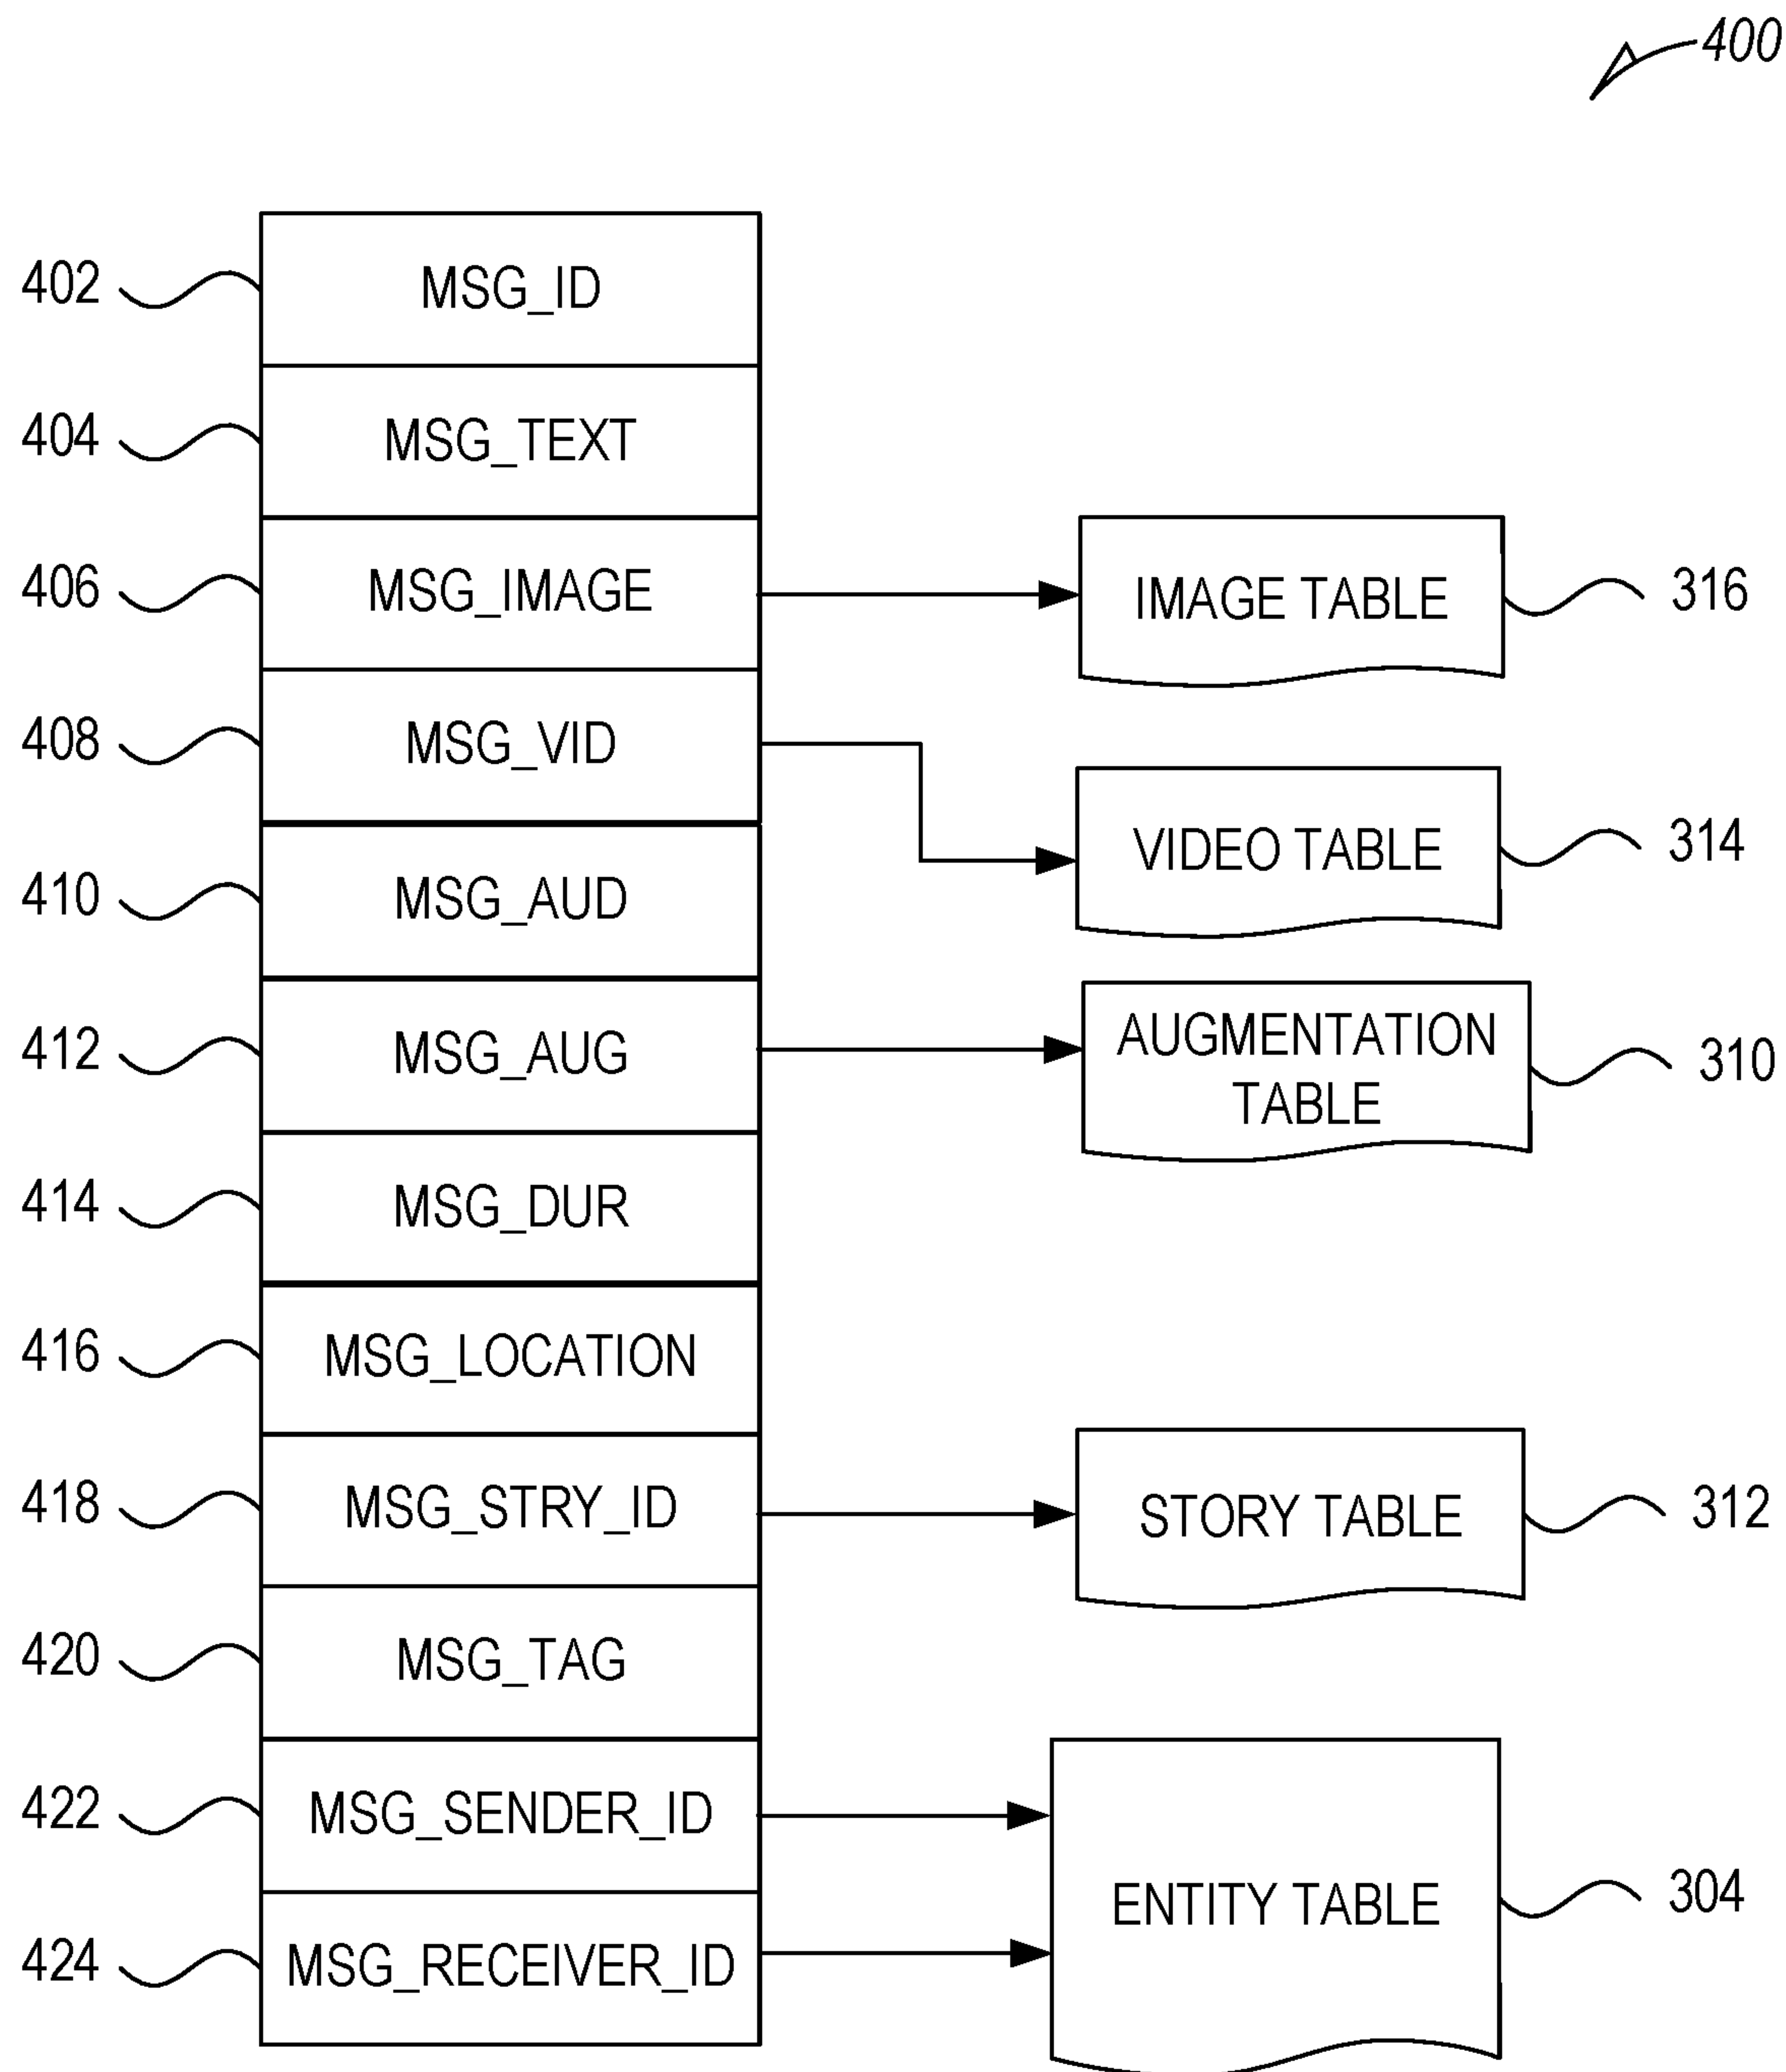 400
402 MSG_ID
404 MSG_TEXT
406 MSG_IMAGE IMAGE TABLE 316
408 MSG_VID VIDEO TABLE 314
410 MSG_AUD
412 MSG_AUG AUGMENTATION TABLE 310
414 MSG_DUR
416 MSG_LOCATION
418 MSG_STRY_ID STORY TABLE 312
420 MSG_TAG
422 MSG_SENDER_ID
ENTITY TABLE 304
424 MSG_RECEIVER_ID